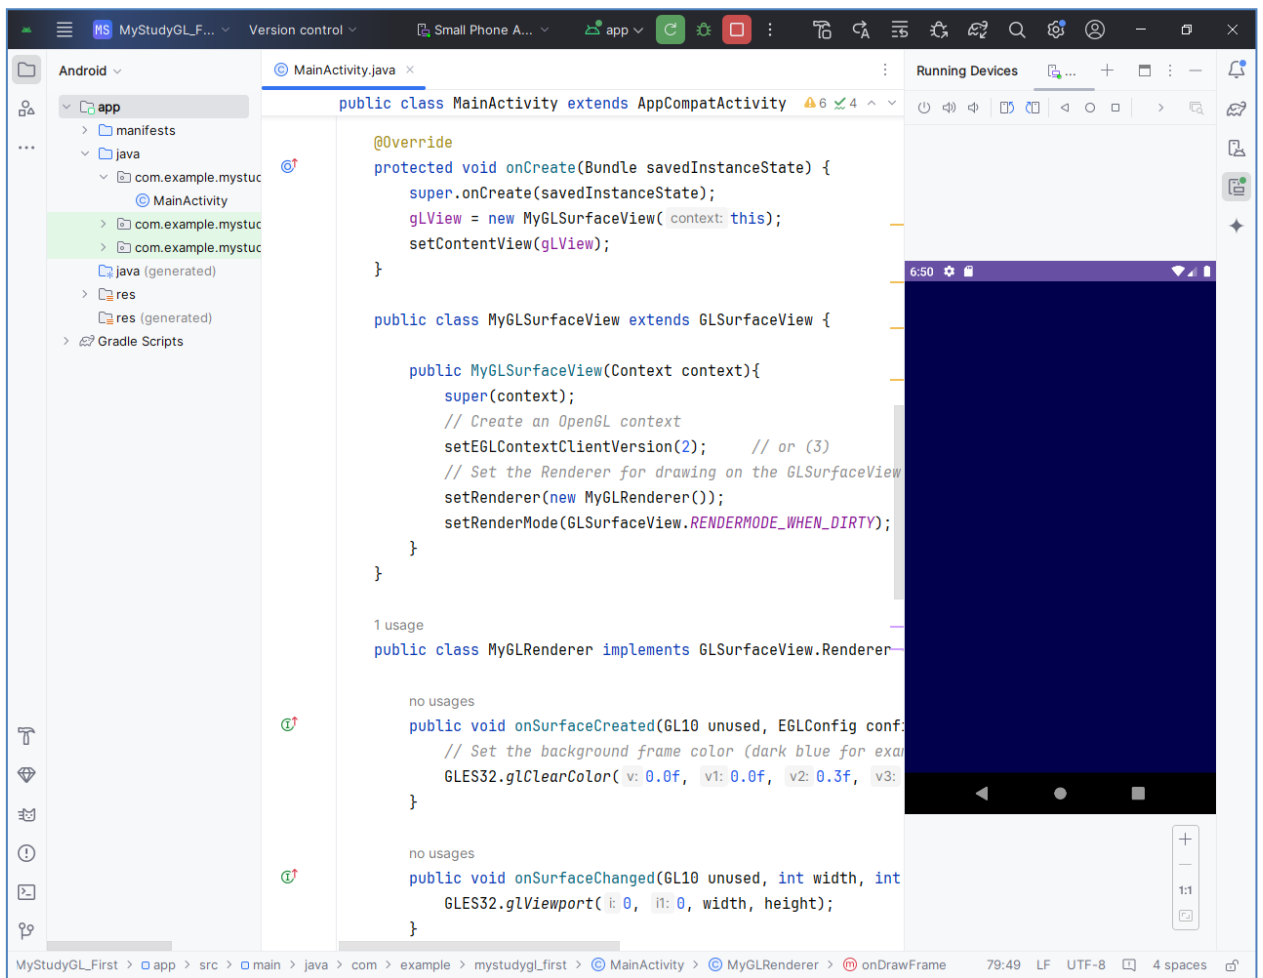 MS MyStudyGL_F... Version control Small Phone A... app
Android
MainActivity.java
Running Devices
public class MainActivity extends AppCompatActivity 6 4
app
manifests
java
com.example.mystud
MainActivity
com.example.mystud
com.example.mystud
java (generated)
res
res (generated)
Gradle Scripts
@Override
protected void onCreate(Bundle savedInstanceState) {
super.onCreate(savedInstanceState);
gLView = new MyGLSurfaceView( context: this);
setContentView(gLView);
}
public class MyGLSurfaceView extends GLSurfaceView {
public MyGLSurfaceView(Context context){
super(context);
// Create an OpenGL context
setEGLContextClientVersion(2); // or (3)
// Set the Renderer for drawing on the GLSurfaceView
setRenderer(new MyGLRenderer());
setRenderMode(GLSurfaceView.RENDERMODE_WHEN_DIRTY);
}
}
1 usage
public class MyGLRenderer implements GLSurfaceView.Renderer
no usages
public void onSurfaceCreated(GL10 unused, EGLConfig confi
// Set the background frame color (dark blue for exam
GLES32.glClearColor( v: 0.0f, v1: 0.0f, v2: 0.3f, v3:
}
no usages
public void onSurfaceChanged(GL10 unused, int width, int
GLES32.glViewport( i: 0, i1: 0, width, height);
}
6:50
1:1
MyStudyGL_First > app > src > main > java > com > example > mystudygl_first > MainActivity > MyGLRenderer > onDrawFrame 79:49 LF UTF-8 4 spaces